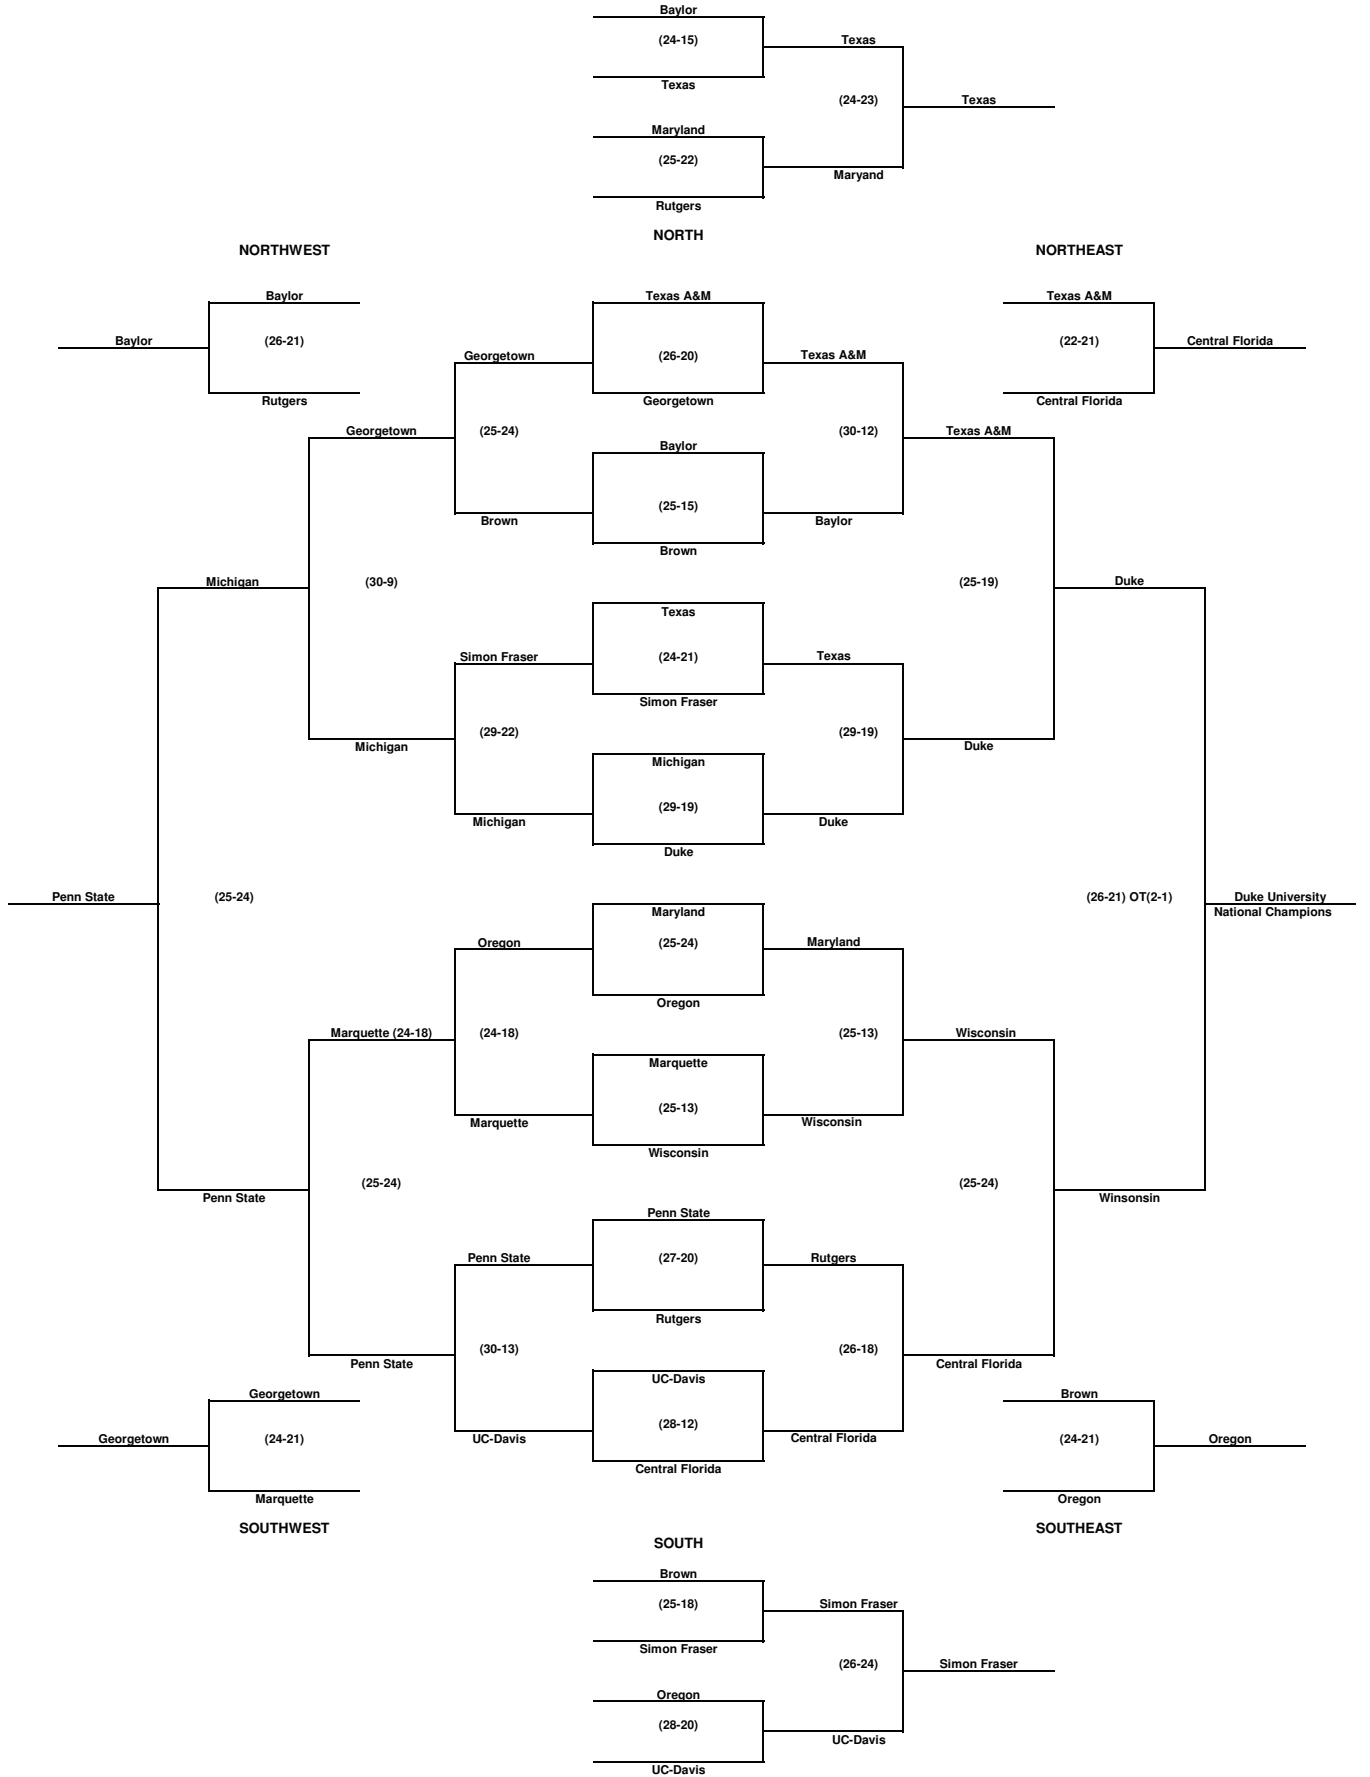 Baylor
(24-15)
Texas
Texas
(24-23)
Texas
Maryland
(25-22)
Maryand
Rutgers
NORTH
NORTHWEST
NORTHEAST
Baylor
Texas A&M
Texas A&M
Baylor
(26-21)
Georgetown
(26-20)
Texas A&M
(22-21)
Central Florida
Rutgers
Georgetown
Central Florida
Georgetown
(25-24)
Baylor
(30-12)
Texas A&M
(25-15)
Brown
Baylor
Brown
Michigan
(30-9)
(25-19)
Duke
Texas
Simon Fraser
(24-21)
Texas
Simon Fraser
(29-22)
(29-19)
Michigan
Michigan
Duke
(29-19)
Michigan
Duke
Duke
Penn State
(25-24)
(26-21) OT(2-1)
Duke University
National Champions
Maryland
Oregon
(25-24)
Maryland
Oregon
Marquette (24-18)
(24-18)
(25-13)
Wisconsin
Marquette
(25-13)
Marquette
Wisconsin
Wisconsin
(25-24)
(25-24)
Penn State
Winsonsin
Penn State
Penn State
(27-20)
Rutgers
Rutgers
(30-13)
(26-18)
Penn State
Central Florida
UC-Davis
Georgetown
Brown
Georgetown
(24-21)
UC-Davis
(28-12)
Central Florida
(24-21)
Oregon
Central Florida
Marquette
Oregon
SOUTHWEST
SOUTHEAST
SOUTH
Brown
(25-18)
Simon Fraser
Simon Fraser
(26-24)
Simon Fraser
Oregon
(28-20)
UC-Davis
UC-Davis